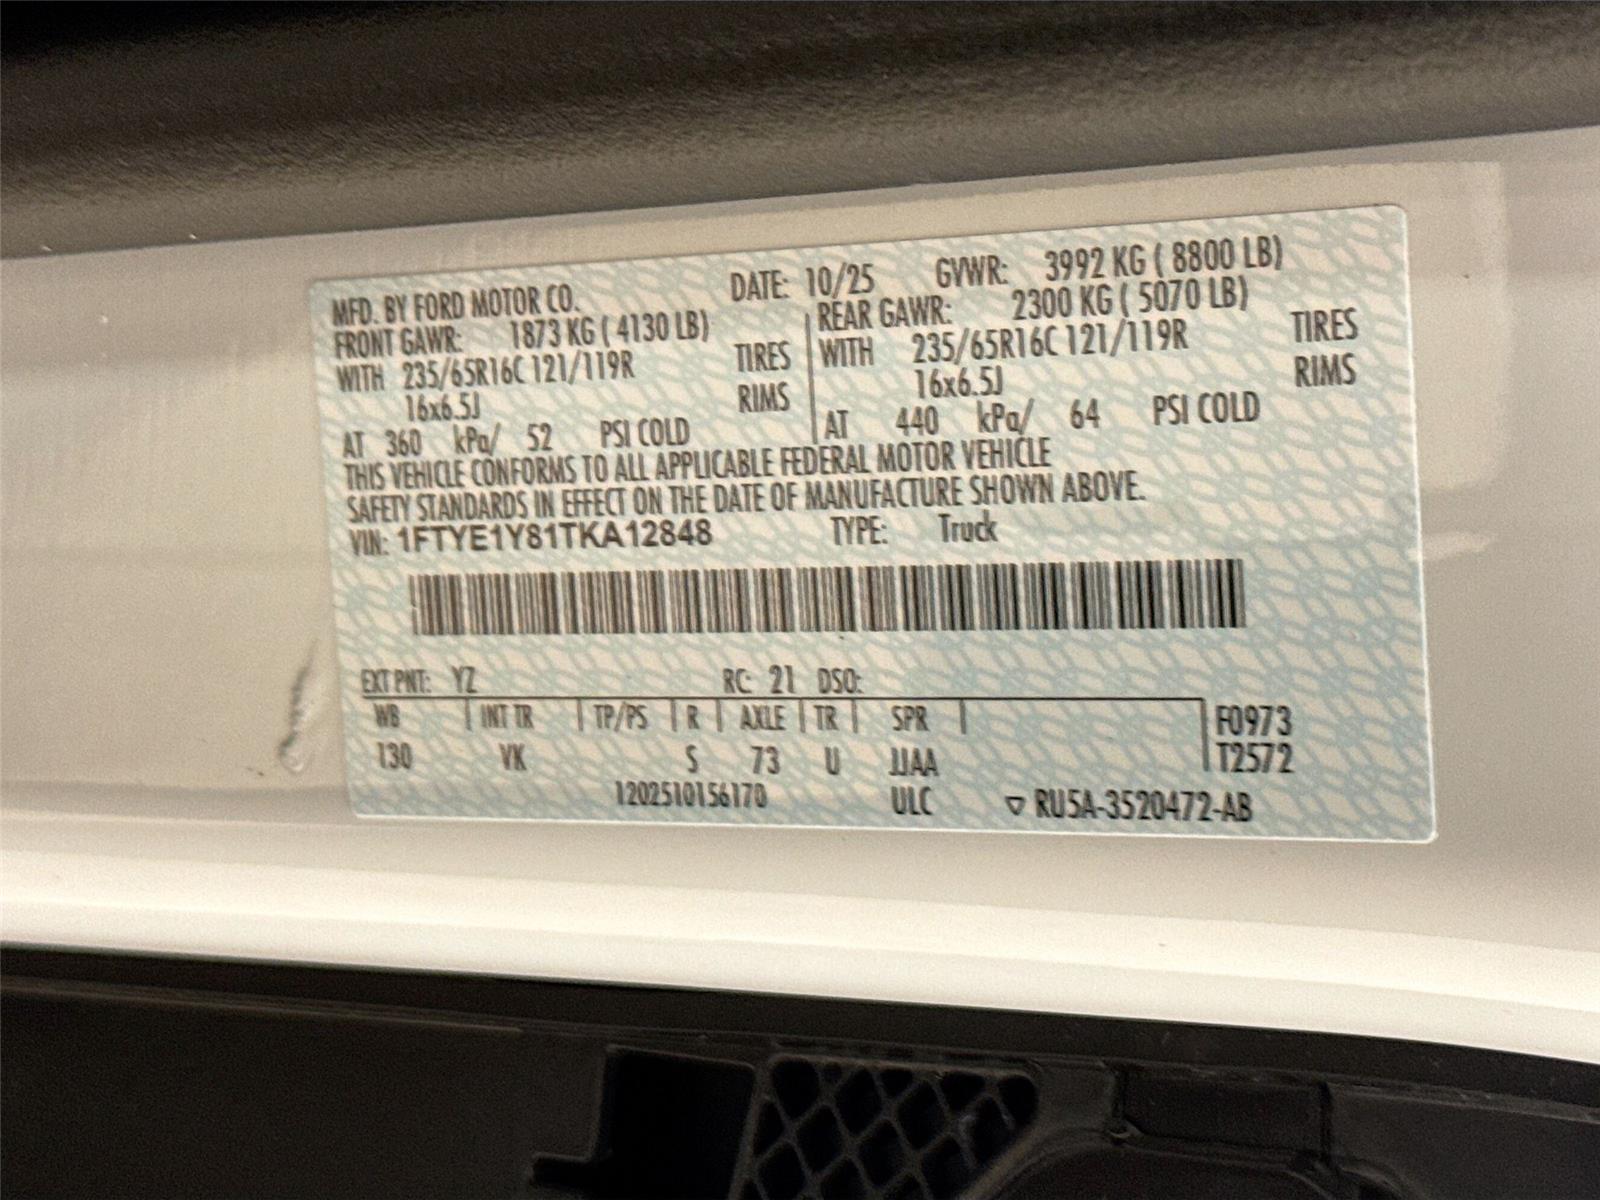 MFD. BY FORD MOTOR CO. DATE: 10/25 GVWR: 3992 KG ( 8800 LB)
FRONT GAWR: 1873 KG ( 4130 LB) REAR GAWR: 2300 KG ( 5070 LB)
WITH 235/65R16C 121/119R TIRES WITH 235/65R16C 121/119R TIRES
16x6.5J RIMS 16x6.5J RIMS
AT 360 kPa/ 52 PSI COLD AT 440 kPa/ 64 PSI COLD
THIS VEHICLE CONFORMS TO ALL APPLICABLE FEDERAL MOTOR VEHICLE
SAFETY STANDARDS IN EFFECT ON THE DATE OF MANUFACTURE SHOWN ABOVE.
VIN: 1FTYE1Y81TKA12848 TYPE: Truck
EXT PNT: YZ RC: 21 DSO:
WB INT TR TP/PS R AXLE TR SPR F0973
130 VK S 73 U JJAA T2572
1202510156170 ULC ▽ RU5A-3520472-AB